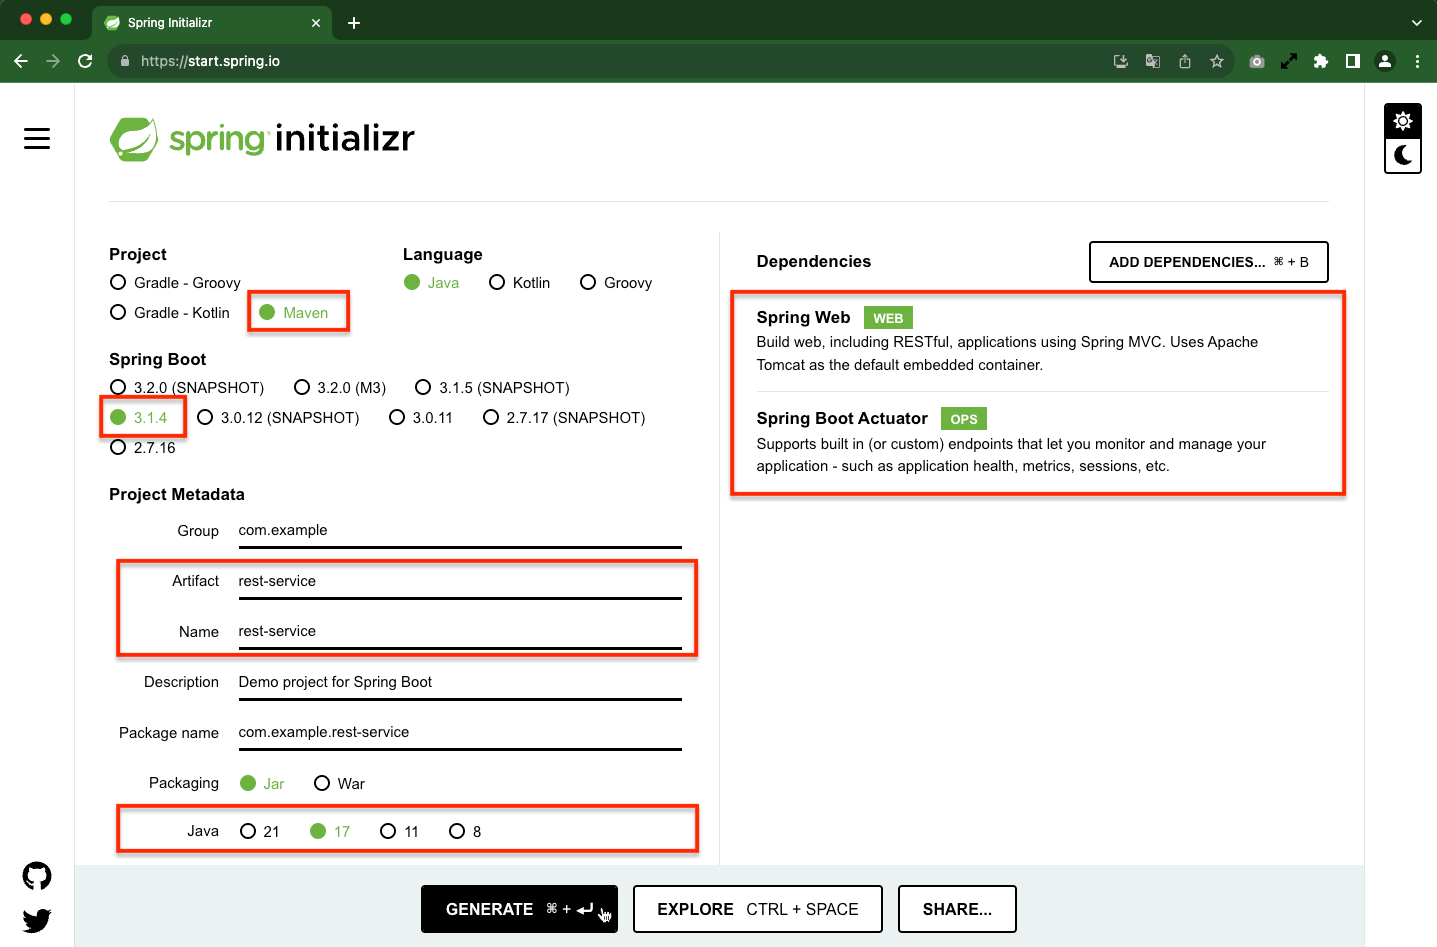 Spring Initializr
https://start.spring.io
spring initializr
Project
Gradle - Groovy
Gradle - Kotlin Maven
Language
Java Kotlin Groovy
Spring Boot
3.2.0 (SNAPSHOT) 3.2.0 (M3) 3.1.5 (SNAPSHOT)
3.1.4 3.0.12 (SNAPSHOT) 3.0.11 2.7.17 (SNAPSHOT)
2.7.16
Project Metadata
Group com.example
Artifact rest-service
Name rest-service
Description Demo project for Spring Boot
Package name com.example.rest-service
Packaging Jar War
Java 21 17 11 8
Dependencies
ADD DEPENDENCIES... ⌘ + B
Spring Web WEB
Build web, including RESTful, applications using Spring MVC. Uses Apache
Tomcat as the default embedded container.
Spring Boot Actuator OPS
Supports built in (or custom) endpoints that let you monitor and manage your
application - such as application health, metrics, sessions, etc.
GENERATE ⌘ + ⏎
EXPLORE CTRL + SPACE
SHARE...